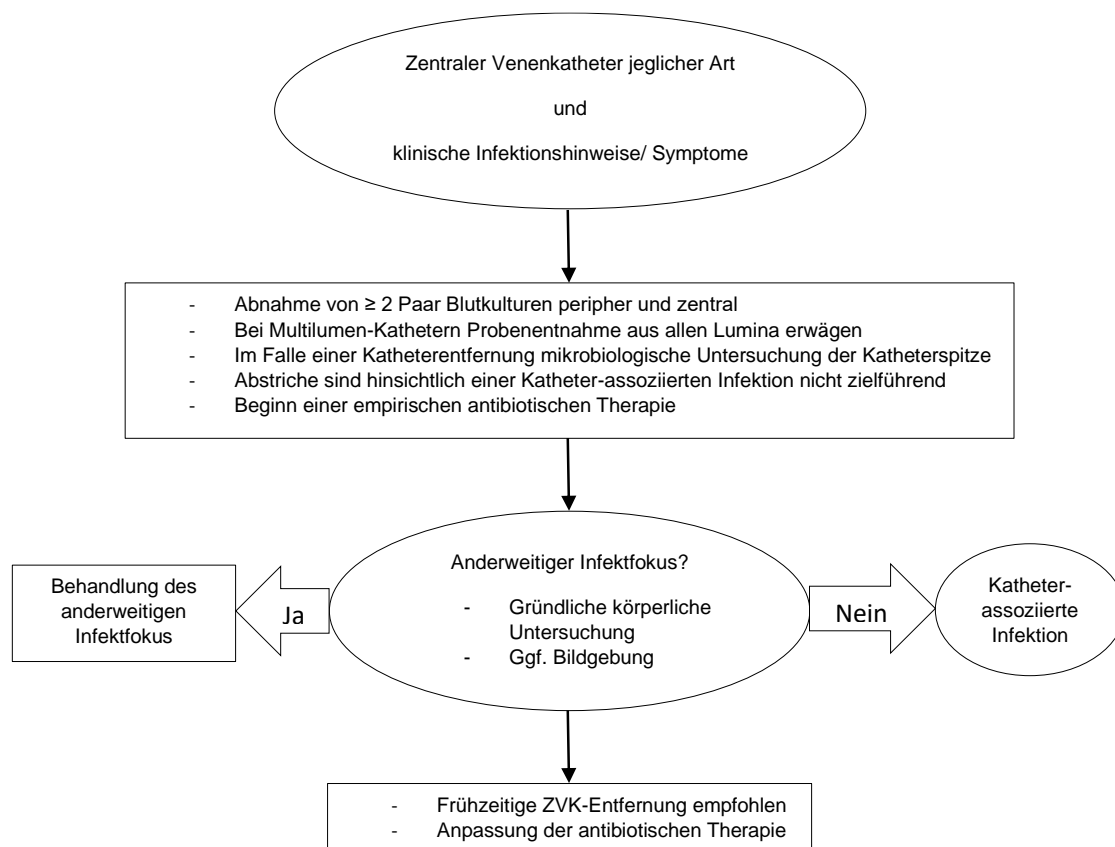 Zentraler Venenkatheter jeglicher Art
und
klinische Infektionshinweise/ Symptome
- Abnahme von ≥ 2 Paar Blutkulturen peripher und zentral
- Bei Multilumen-Kathetern Probenentnahme aus allen Lumina erwägen
- Im Falle einer Katheterentfernung mikrobiologische Untersuchung der Katheterspitze
- Abstriche sind hinsichtlich einer Katheter-assoziierten Infektion nicht zielführend
- Beginn einer empirischen antibiotischen Therapie
Behandlung des
anderweitigen
Infektfokus
Ja
Anderweitiger Infektfokus?
- Gründliche körperliche
Untersuchung
- Ggf. Bildgebung
Nein
Katheter-
assoziierte
Infektion
- Frühzeitige ZVK-Entfernung empfohlen
- Anpassung der antibiotischen Therapie